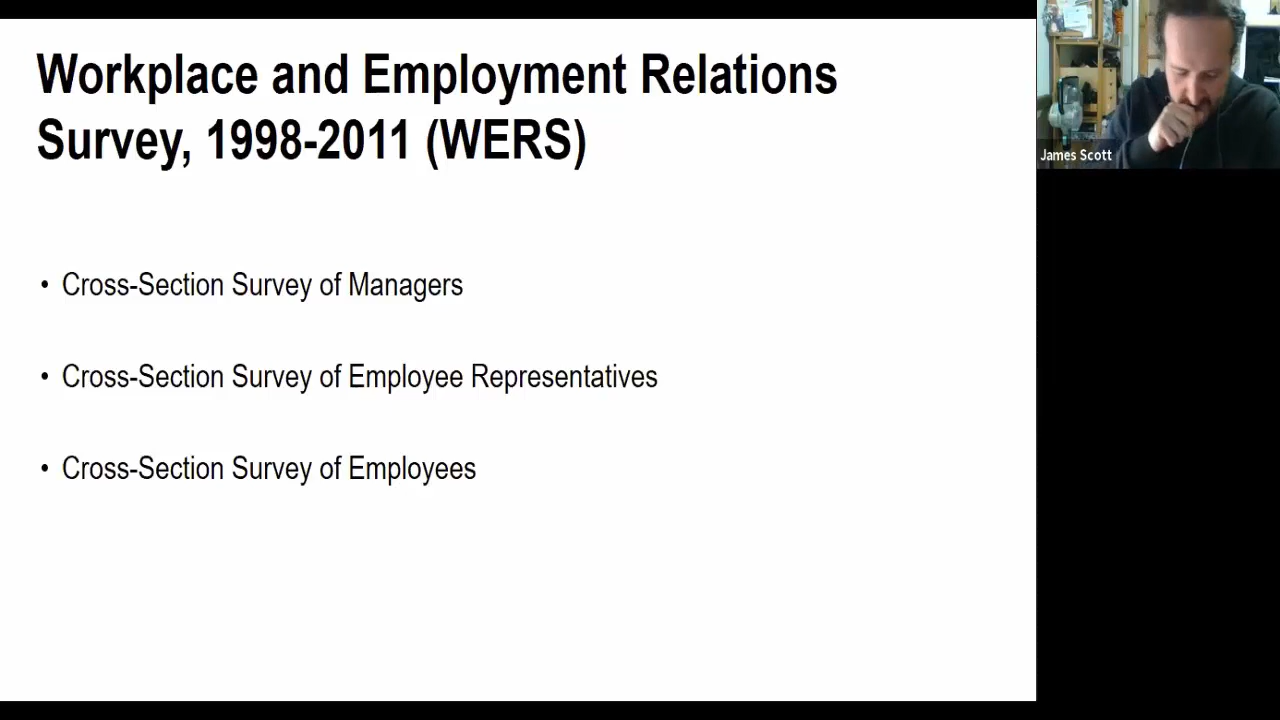 Workplace and Employment Relations
Survey, 1998-2011 (WERS)
• Cross-Section Survey of Managers
• Cross-Section Survey of Employee Representatives
• Cross-Section Survey of Employees
James Scott